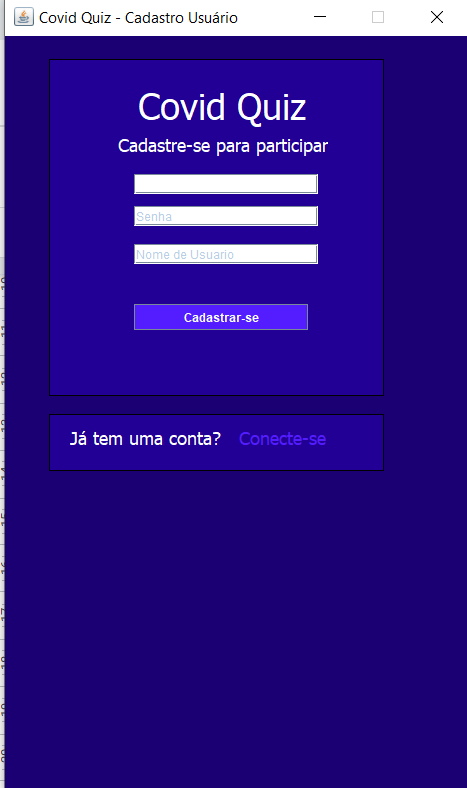 Covid Quiz - Cadastro Usuário
Covid Quiz
Cadastre-se para participar
Senha
Nome de Usuario
Cadastrar-se
Já tem uma conta? Conecte-se